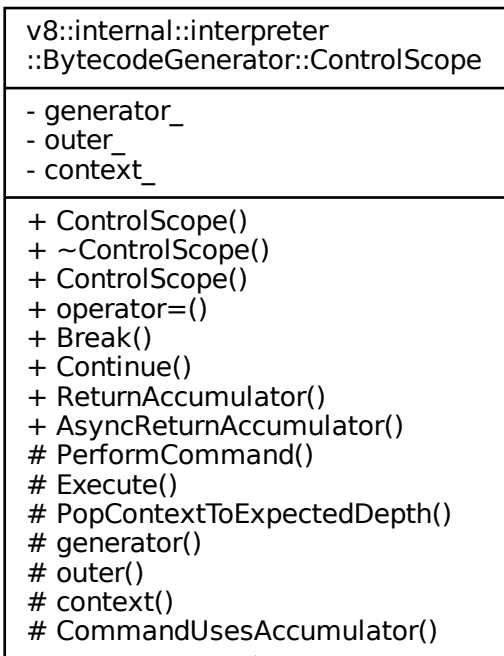 v8::internal::interpreter
::BytecodeGenerator::ControlScope
- generator_
- outer_
- context_
+ ControlScope()
+ ~ControlScope()
+ ControlScope()
+ operator=()
+ Break()
+ Continue()
+ ReturnAccumulator()
+ AsyncReturnAccumulator()
# PerformCommand()
# Execute()
# PopContextToExpectedDepth()
# generator()
# outer()
# context()
# CommandUsesAccumulator()